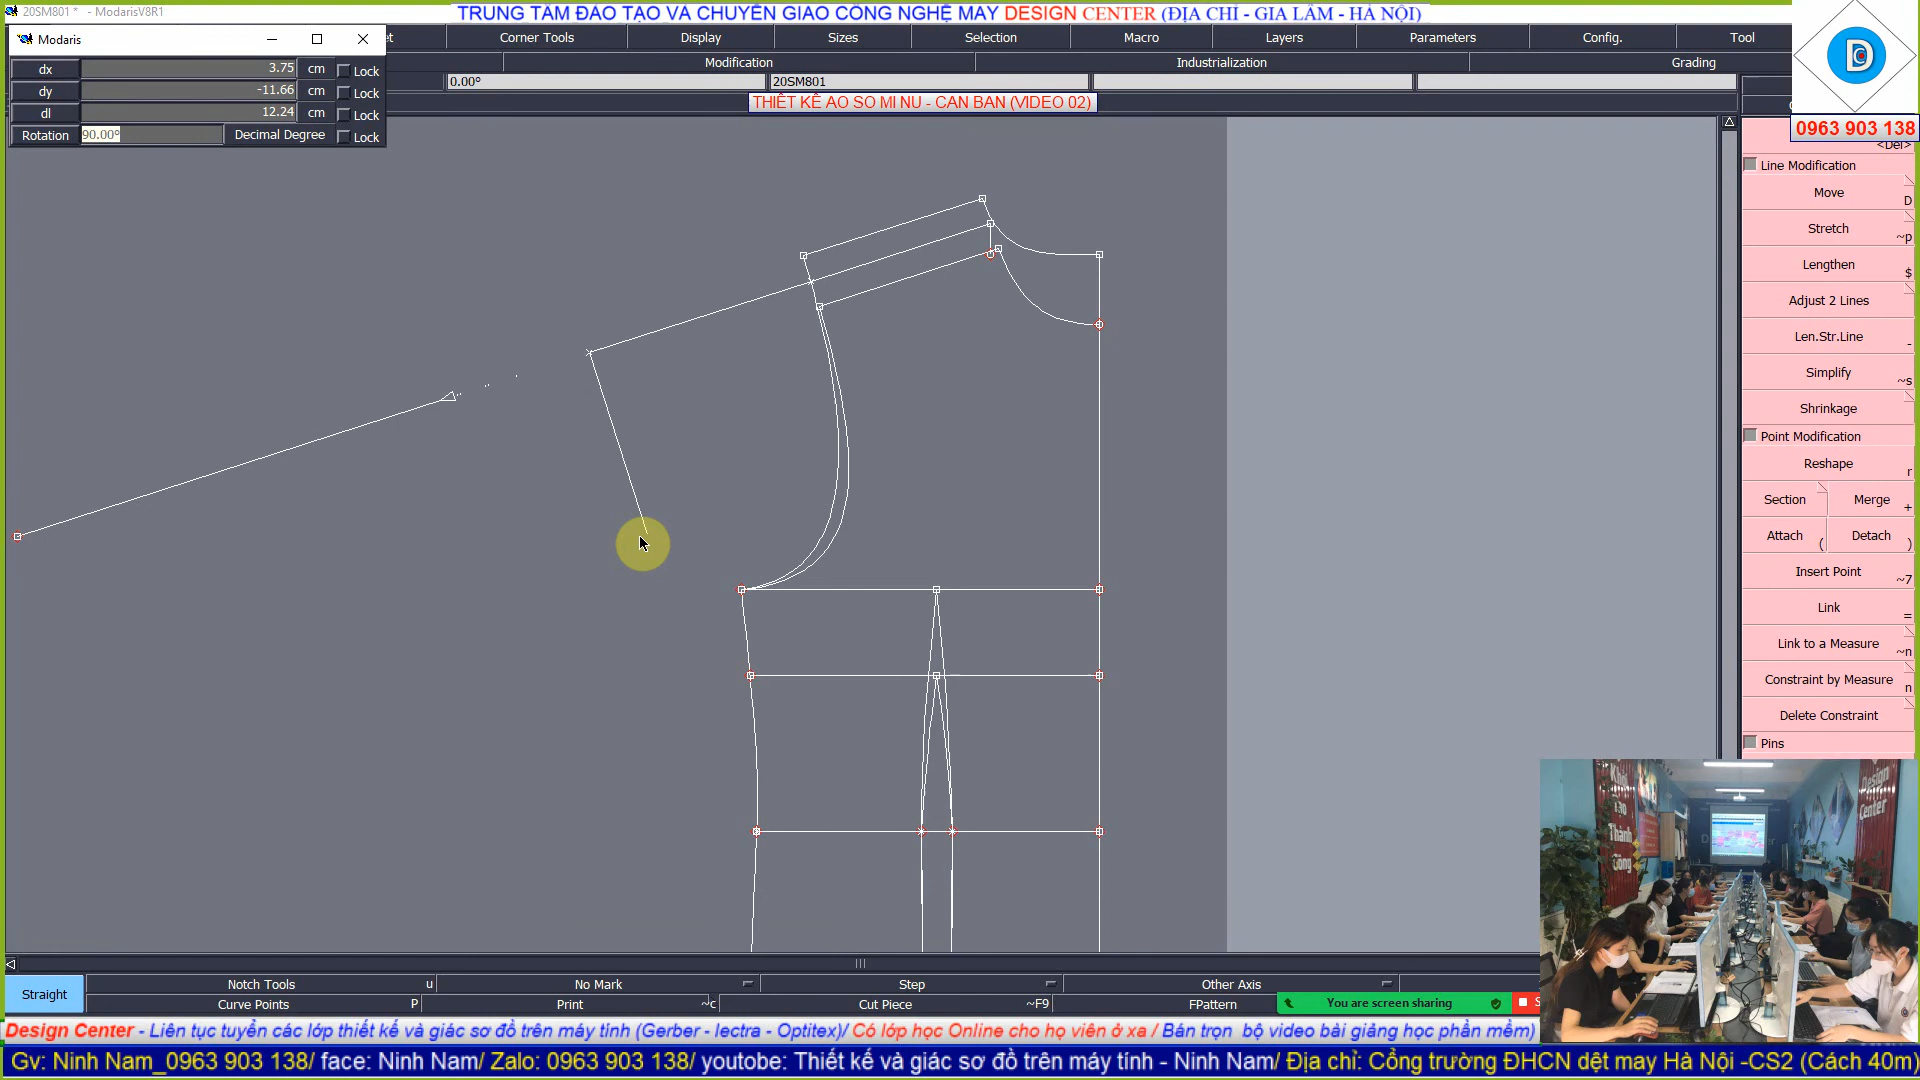 20SM801 * - ModarisV8R1
TRUNG TÂM ĐÀO TẠO VÀ CHUYỂN GIAO CÔNG NGHỆ MAY DESIGN CENTER (ĐỊA CHỈ - GIA LÂM - HÀ NỘI)
Modaris
Corner Tools
Display
Sizes
Selection
Macro
Layers
Parameters
Config.
Tool
dx 3.75 cm Lock
Modification
Industrialization
Grading
0.00°
20SM801
dy -11.66 cm Lock
THIẾT KẾ ÁO SƠ MI NỮ - CĂN BẢN (VIDEO 02)
dl 12.24 cm Lock
Rotation 90.00° Decimal Degree Lock
0963 903 138
<Del>
Line Modification
Move D
Stretch ~p
Lengthen $
Adjust 2 Lines
Len.Str.Line -
Simplify ~s
Shrinkage
Point Modification
Reshape r
Section Merge +
Attach ( Detach )
Insert Point ~7
Link =
Link to a Measure ~n
Constraint by Measure n
Delete Constraint
Pins
Straight
Notch Tools u
No Mark
Step
Other Axis
Curve Points P
Print ~c
Cut Piece ~F9
FPattern
You are screen sharing
Design Center - Liên tục tuyển các lớp thiết kế và giác sơ đồ trên máy tính (Gerber - lectra - Optitex)/ Có lớp học Online cho họ viên ở xa / Bán trọn bộ video bài giảng học phần mềm)
Gv: Ninh Nam_0963 903 138/ face: Ninh Nam/ Zalo: 0963 903 138/ youtobe: Thiết kế và giác sơ đồ trên máy tính - Ninh Nam/ Địa chỉ: Cổng trường ĐHCN dệt may Hà Nội -CS2 (Cách 40m)